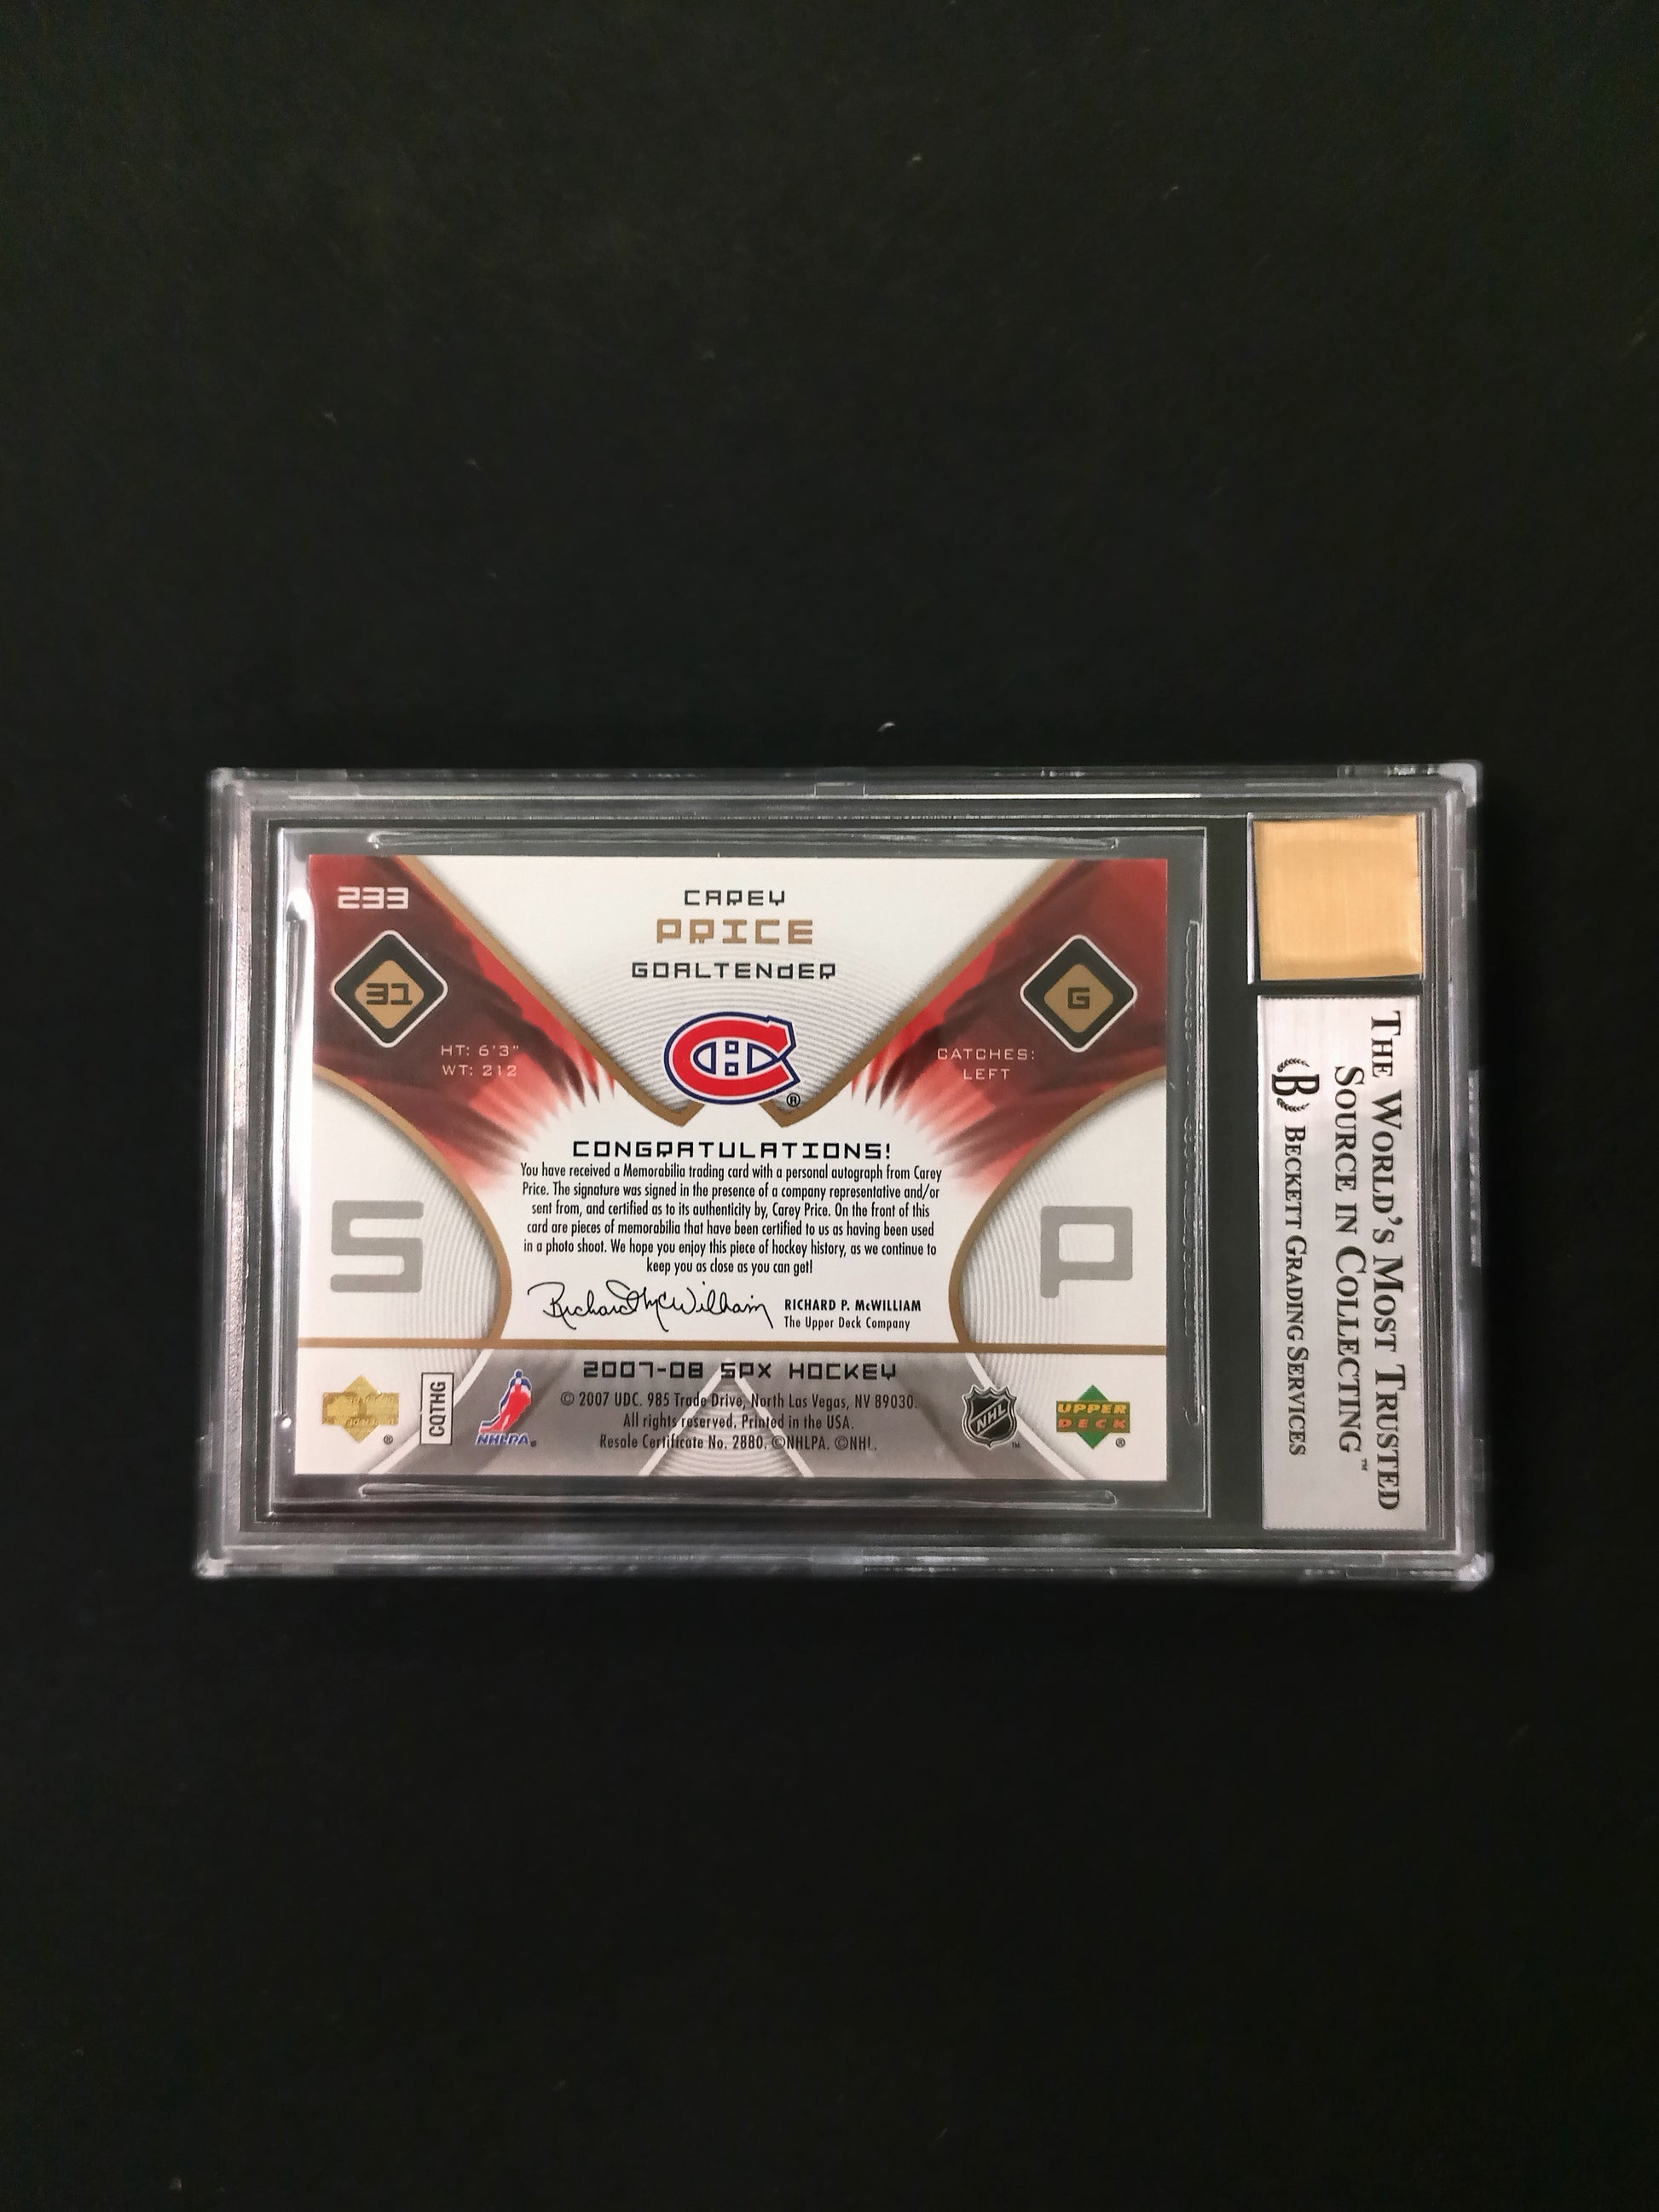 233
CAREY
PRICE
GOALTENdER
31
G
HT: 6'3"
WT: 212
CATCHES:
LEFT
®
CONGRATULATIONS!
You have received a Memorabilia trading card with a personal autograph from Carey
Price. The signature was signed in the presence of a company representative and/or
sent from, and certified as to its authenticity by, Carey Price. On the front of this
card are pieces of memorabilia that have been certified to us as having been used
in a photo shoot. We hope you enjoy this piece of hockey history, as we continue to
keep you as close as you can get!
S
P
Richard McWilliam
RICHARD P. McWILLIAM
The Upper Deck Company
2007-08 SPX HOCKEY
© 2007 UDC. 985 Trade Drive, North Las Vegas, NV 89030.
All rights reserved. Printed in the USA.
Resale Certificate No. 2880. ©NHLPA. ©NHL.
®
CQTHG
NHLPA.
NHL
™
UPPER
DECK
®
THE WORLD'S MOST TRUSTED
SOURCE IN COLLECTING™
B BECKETT GRADING SERVICES